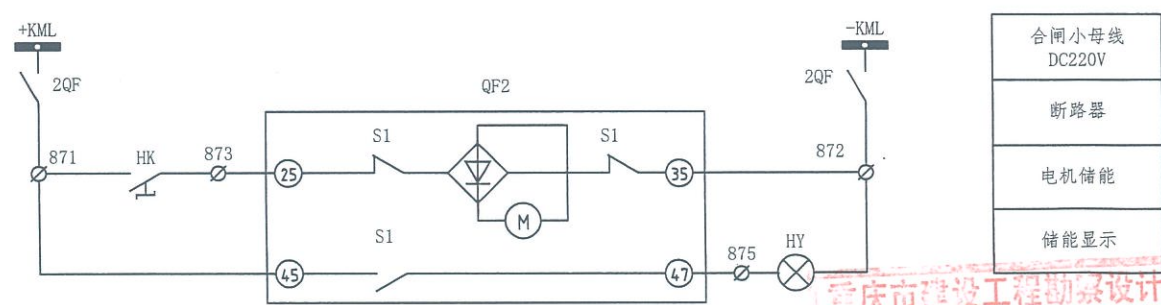 +KML
-KML
合闸小母线
DC220V
2QF
QF2
2QF
断路器
871
HK
873
S1
S1
872
25
35
电机储能
M
S1
875
HY
储能显示
45
47
重庆市建设工程勘察设计